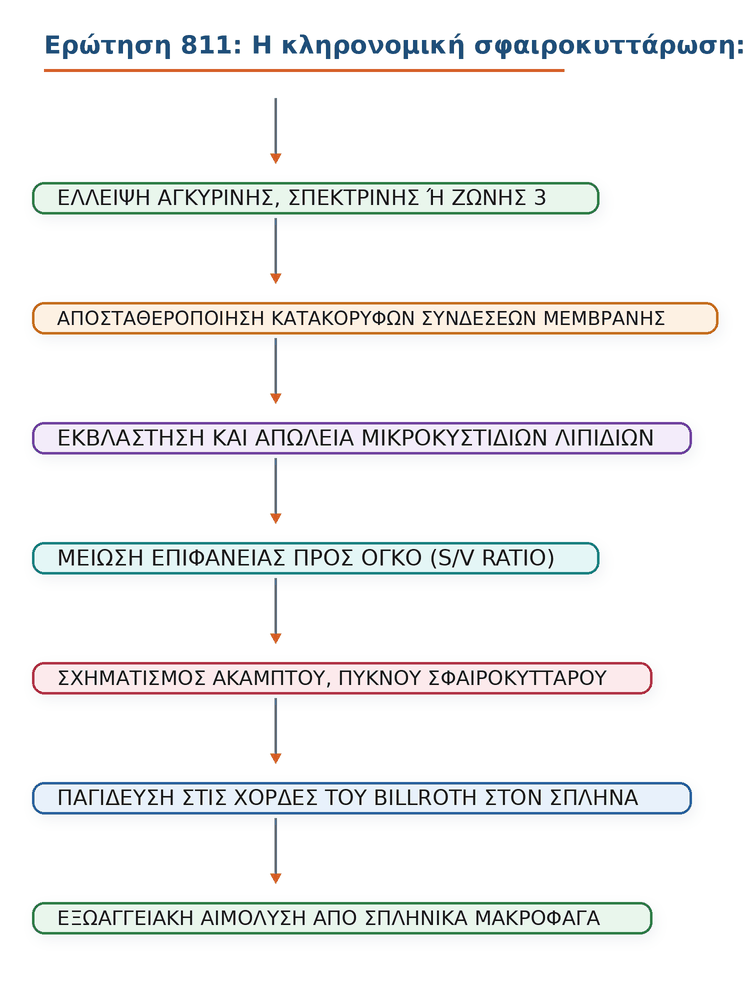 Ερώτηση 811: Η κληρονομική σφαιροκυττάρωση:
ΕΛΛΕΙΨΗ ΑΓΚΥΡΙΝΗΣ, ΣΠΕΚΤΡΙΝΗΣ Ή ΖΩΝΗΣ 3
ΑΠΟΣΤΑΘΕΡΟΠΟΙΗΣΗ ΚΑΤΑΚΟΡΥΦΩΝ ΣΥΝΔΕΣΕΩΝ ΜΕΜΒΡΑΝΗΣ
ΕΚΒΛΑΣΤΗΣΗ ΚΑΙ ΑΠΩΛΕΙΑ ΜΙΚΡΟΚΥΣΤΙΔΙΩΝ ΛΙΠΙΔΙΩΝ
ΜΕΙΩΣΗ ΕΠΙΦΑΝΕΙΑΣ ΠΡΟΣ ΟΓΚΟ (S/V RATIO)
ΣΧΗΜΑΤΙΣΜΟΣ ΑΚΑΜΠΤΟΥ, ΠΥΚΝΟΥ ΣΦΑΙΡΟΚΥΤΤΑΡΟΥ
ΠΑΓΙΔΕΥΣΗ ΣΤΙΣ ΧΟΡΔΕΣ ΤΟΥ BILLROTH ΣΤΟΝ ΣΠΛΗΝΑ
ΕΞΩΑΓΓΕΙΑΚΗ ΑΙΜΟΛΥΣΗ ΑΠΟ ΣΠΛΗΝΙΚΑ ΜΑΚΡΟΦΑΓΑ